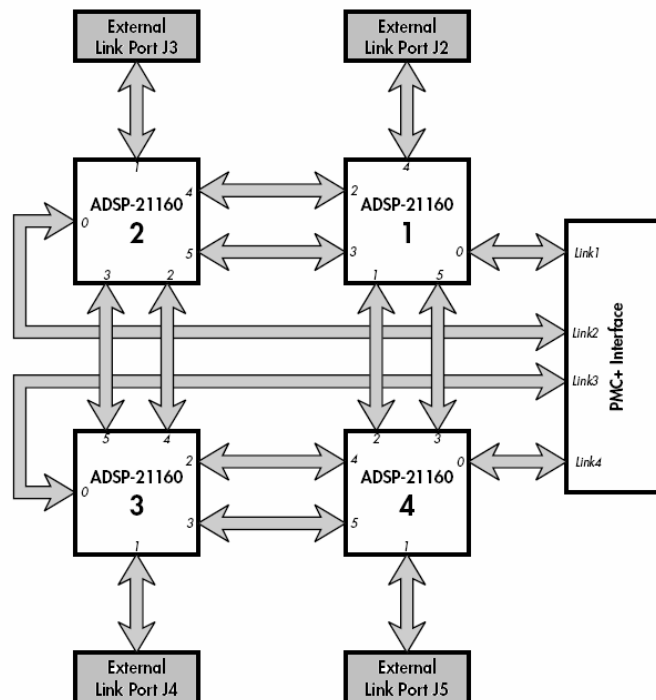 External
Link Port J3
External
Link Port J2
1
4
ADSP-21160
2
0
4
5
3
2
ADSP-21160
1
2
3
0
1
5
Link1
Link2
Link3
Link4
PMC+ Interface
5
4
ADSP-21160
3
0
2
3
1
2
3
ADSP-21160
4
4
5
0
1
External
Link Port J4
External
Link Port J5